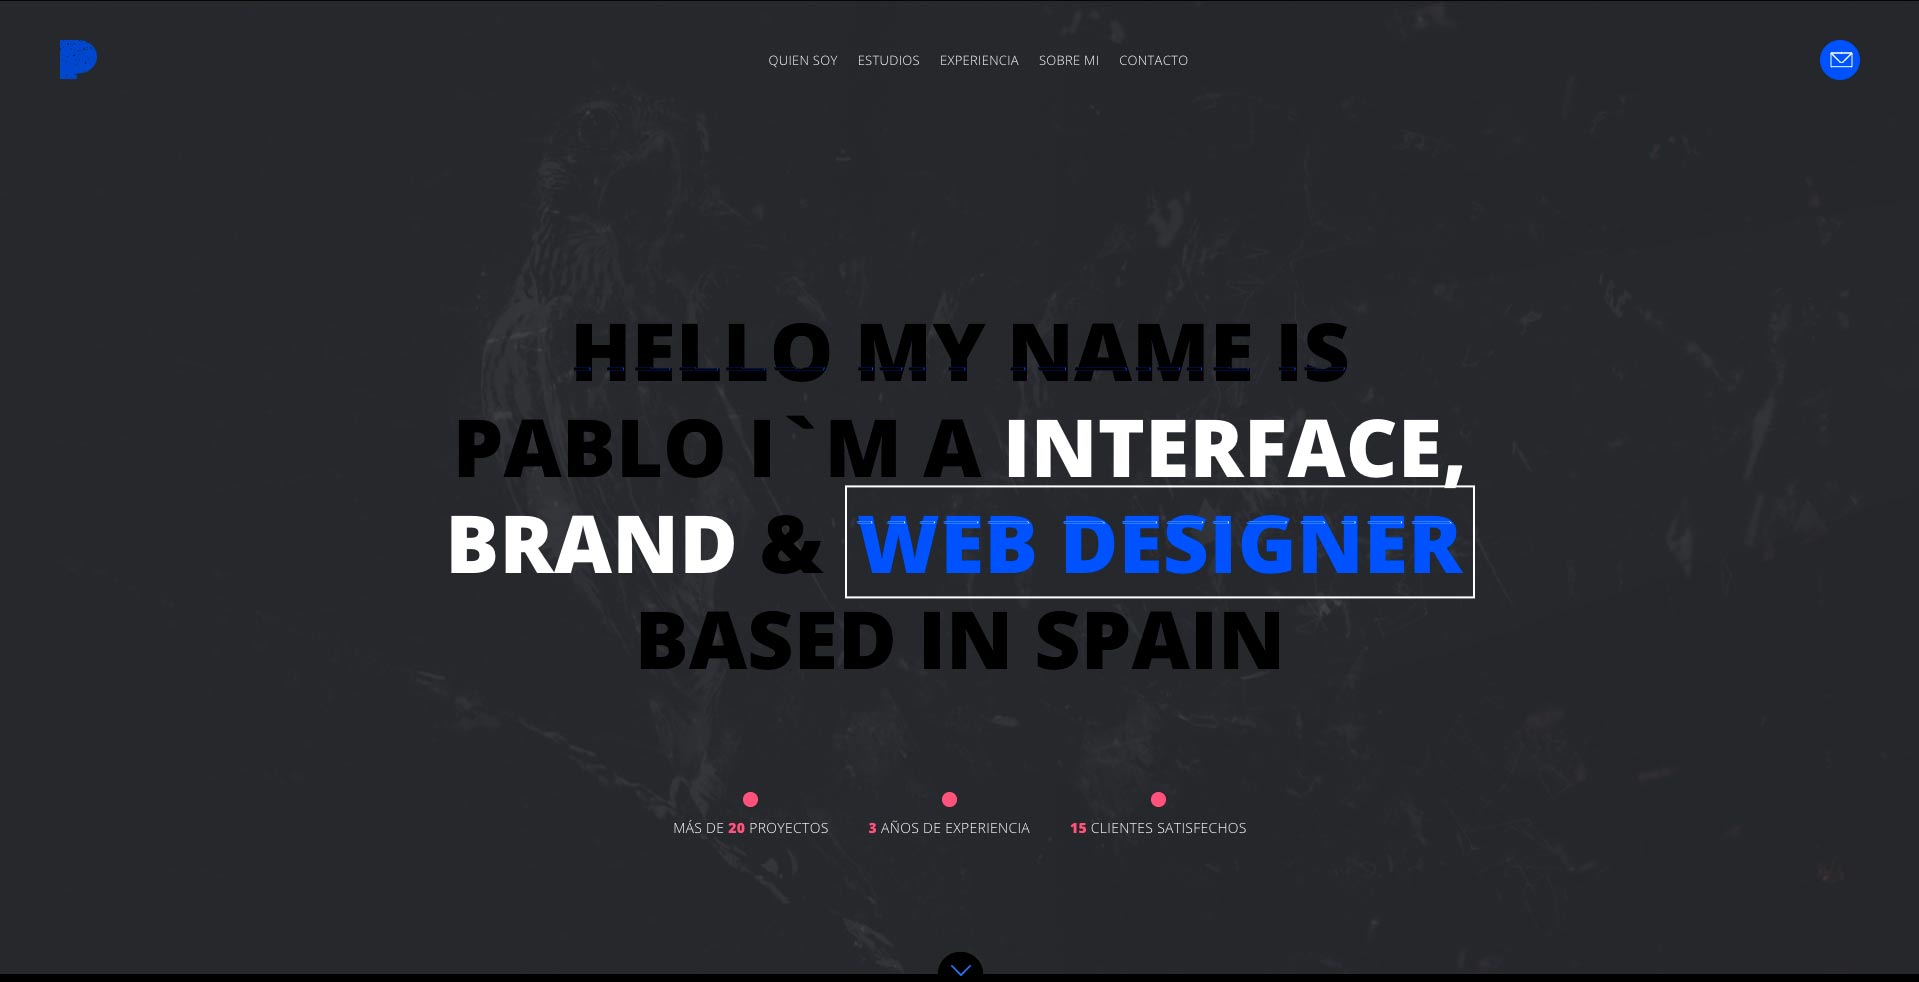 P
QUIEN SOY ESTUDIOS EXPERIENCIA SOBRE MI CONTACTO
HELLO MY NAME IS
PABLO I`M A INTERFACE,
BRAND & WEB DESIGNER
BASED IN SPAIN
MÁS DE 20 PROYECTOS 3 AÑOS DE EXPERIENCIA 15 CLIENTES SATISFECHOS